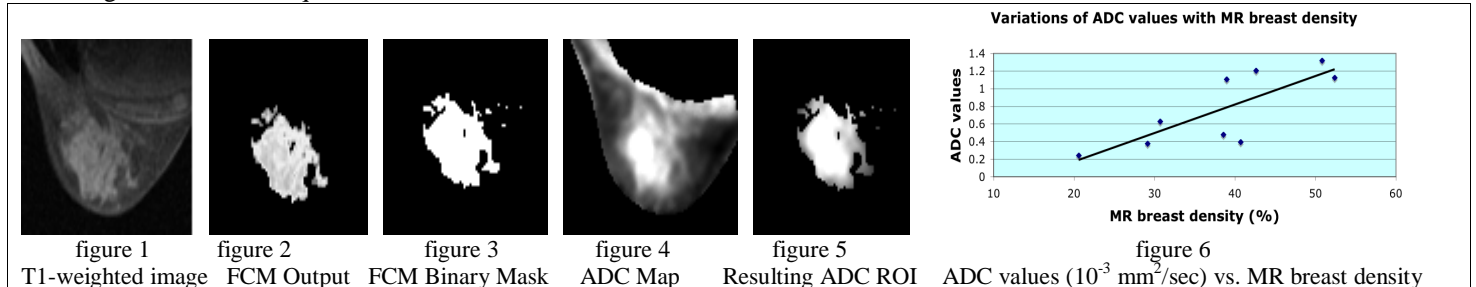 Variations of ADC values with MR breast density
ADC values
1.4
1.2
1
0.8
0.6
0.4
0.2
0
10 20 30 40 50 60
MR breast density (%)
figure 1 figure 2 figure 3 figure 4 figure 5 figure 6
T1-weighted image FCM Output FCM Binary Mask ADC Map Resulting ADC ROI ADC values (10-3 mm2/sec) vs. MR breast density